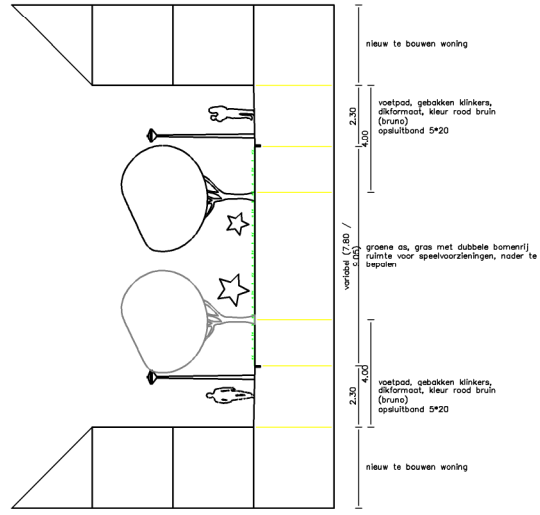 nieuw te bouwen woning
voetpad, gebakken klinkers,
dikformaat, kleur rood bruin
(bruno)
opsluitband 5*20
2.30
4.00
variabel (7.80 /
9.05)
groene as, gras met dubbele bomenrij
ruimte voor speelvoorzieningen, nader te
bepalen
4.00
2.30
voetpad, gebakken klinkers,
dikformaat, kleur rood bruin
(bruno)
opsluitband 5*20
nieuw te bouwen woning